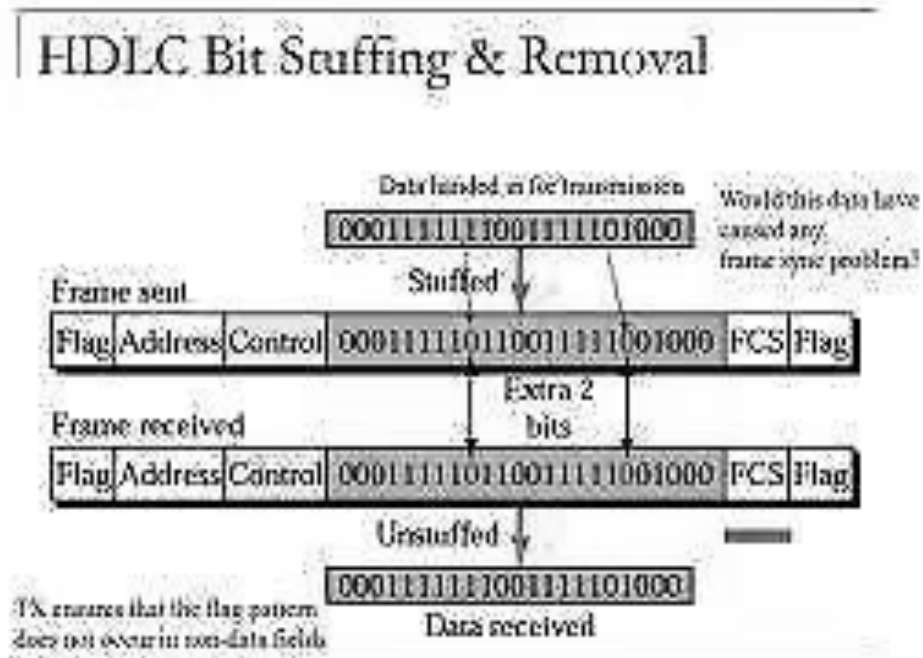 HDLC Bit Stuffing & Removal
Data handed in for transmission
0001111111001111101000
Would this data have
caused any
frame sync problem?
Stuffed
Frame sent
Flag Address Control 000111110110011111001000 FCS Flag
Extra 2
bits
Frame received
Flag Address Control 000111110110011111001000 FCS Flag
Unstuffed
0001111111001111101000
Data received
TX ensures that the flag pattern
does not occur in non-data fields